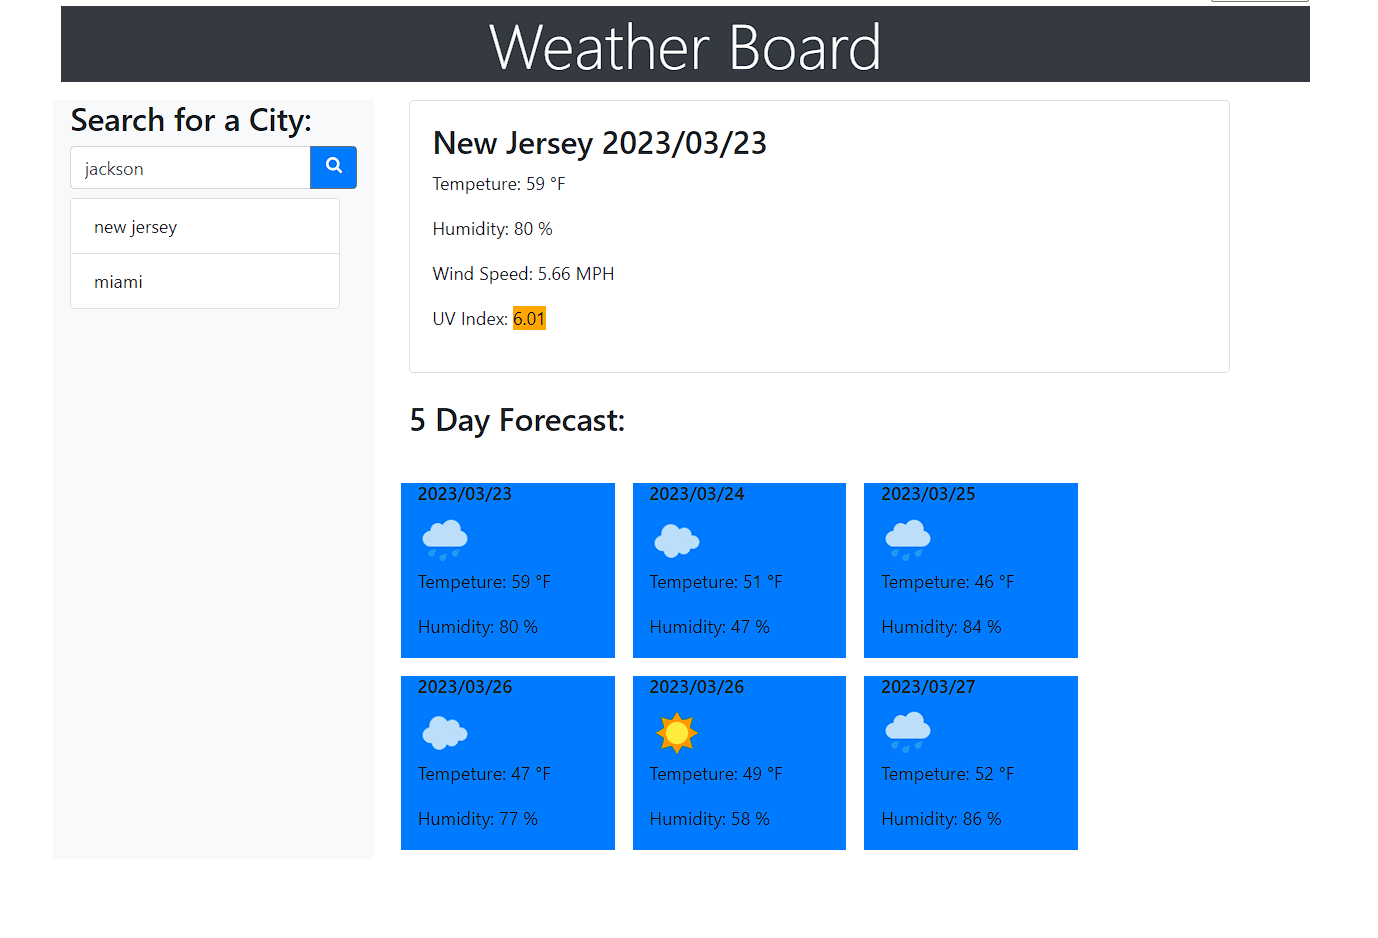 Weather Board
Search for a City:
jackson
new jersey
miami
New Jersey 2023/03/23
Tempeture: 59 °F
Humidity: 80 %
Wind Speed: 5.66 MPH
UV Index: 6.01
5 Day Forecast:
2023/03/23
Tempeture: 59 °F
Humidity: 80 %
2023/03/24
Tempeture: 51 °F
Humidity: 47 %
2023/03/25
Tempeture: 46 °F
Humidity: 84 %
2023/03/26
Tempeture: 47 °F
Humidity: 77 %
2023/03/26
Tempeture: 49 °F
Humidity: 58 %
2023/03/27
Tempeture: 52 °F
Humidity: 86 %